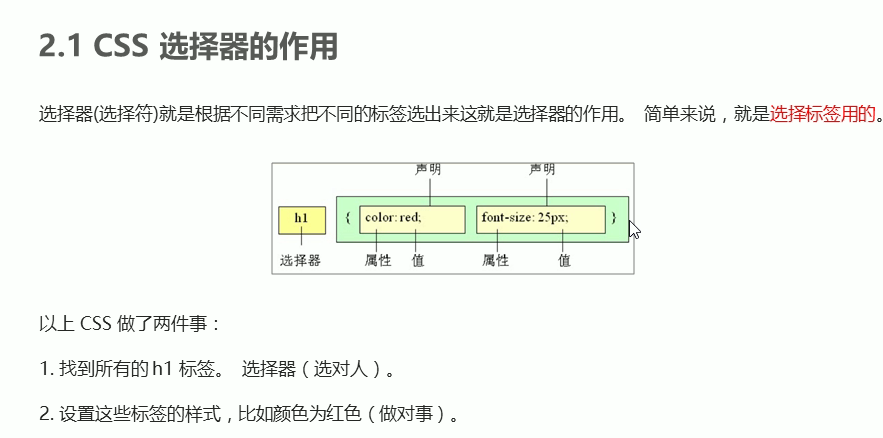 2.1 CSS 选择器的作用
选择器(选择符)就是根据不同需求把不同的标签选出来这就是选择器的作用。 简单来说，就是选择标签用的。
声明 声明
h1 { color: red; font-size: 25px; }
选择器 属性 值 属性 值
以上 CSS 做了两件事：
1. 找到所有的 h1 标签。 选择器（选对人）。
2. 设置这些标签的样式，比如颜色为红色（做对事）。